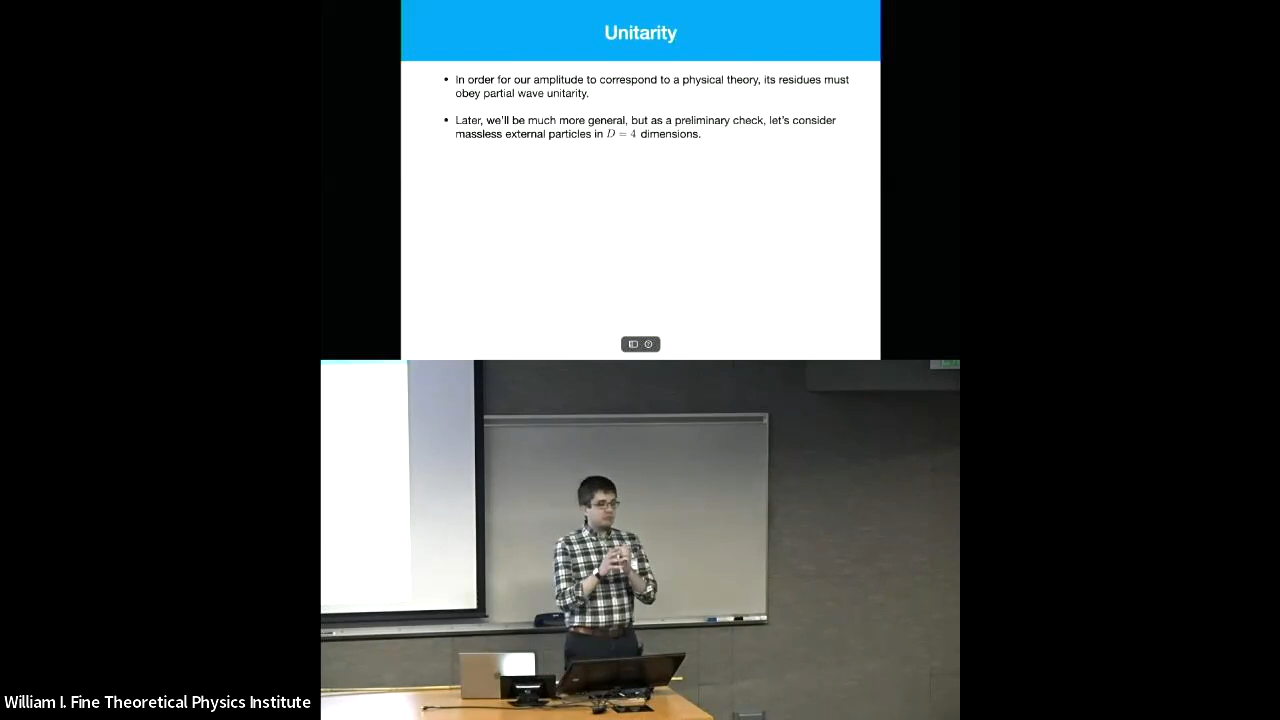 Unitarity
• In order for our amplitude to correspond to a physical theory, its residues must
obey partial wave unitarity.
• Later, we'll be much more general, but as a preliminary check, let's consider
massless external particles in D = 4 dimensions.
William I. Fine Theoretical Physics Institute